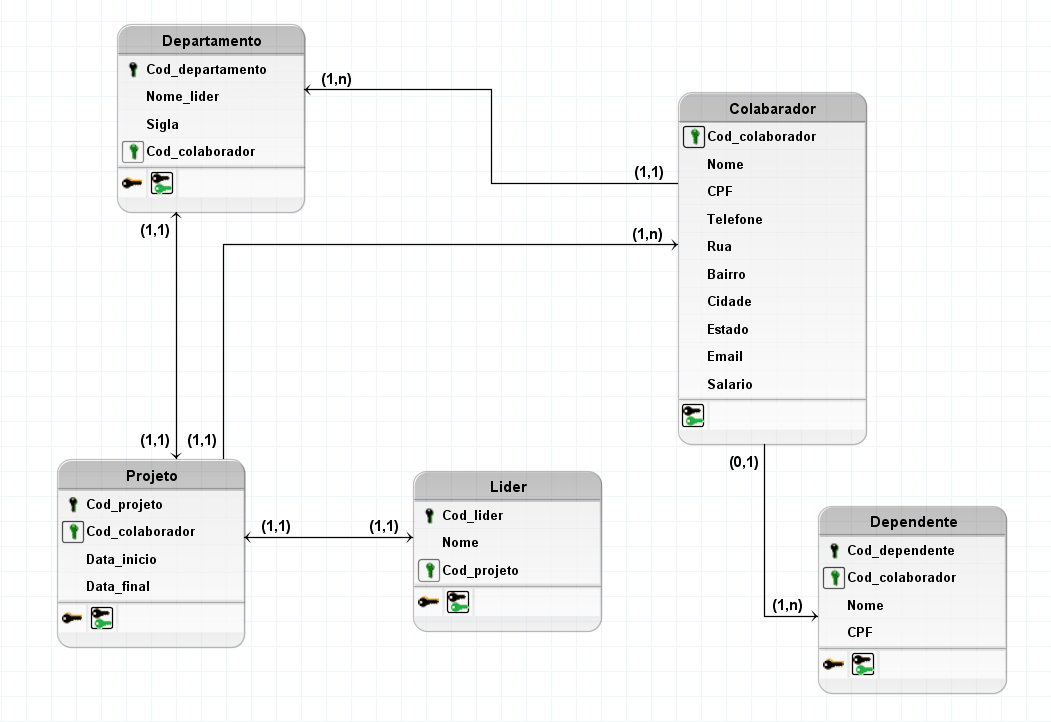 Departamento
Cod_departamento
Nome_lider
Sigla
Cod_colaborador
(1,n)
Colabarador
Cod_colaborador
Nome
CPF
Telefone
Rua
Bairro
Cidade
Estado
Email
Salario
(1,1)
(1,1)
(1,n)
(1,1)
(1,1)
Projeto
Cod_projeto
Cod_colaborador
Data_inicio
Data_final
(1,1)
(1,1)
Lider
Cod_lider
Nome
Cod_projeto
(0,1)
(1,n)
Dependente
Cod_dependente
Cod_colaborador
Nome
CPF